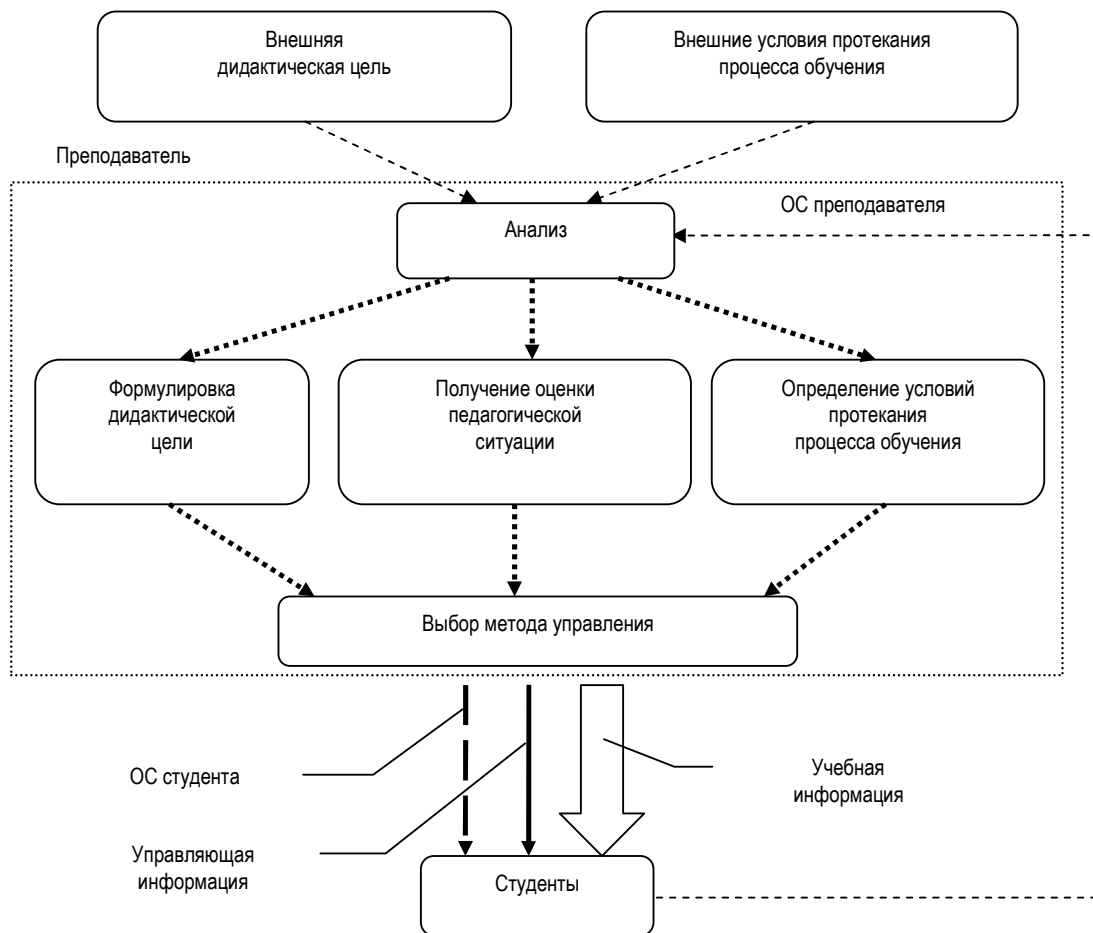 Внешняя
дидактическая цель
Внешние условия протекания
процесса обучения
Преподаватель
ОС преподавателя
Анализ
Формулировка
дидактической
цели
Получение оценки
педагогической
ситуации
Определение условий
протекания
процесса обучения
Выбор метода управления
ОС студента
Учебная
информация
Управляющая
информация
Студенты